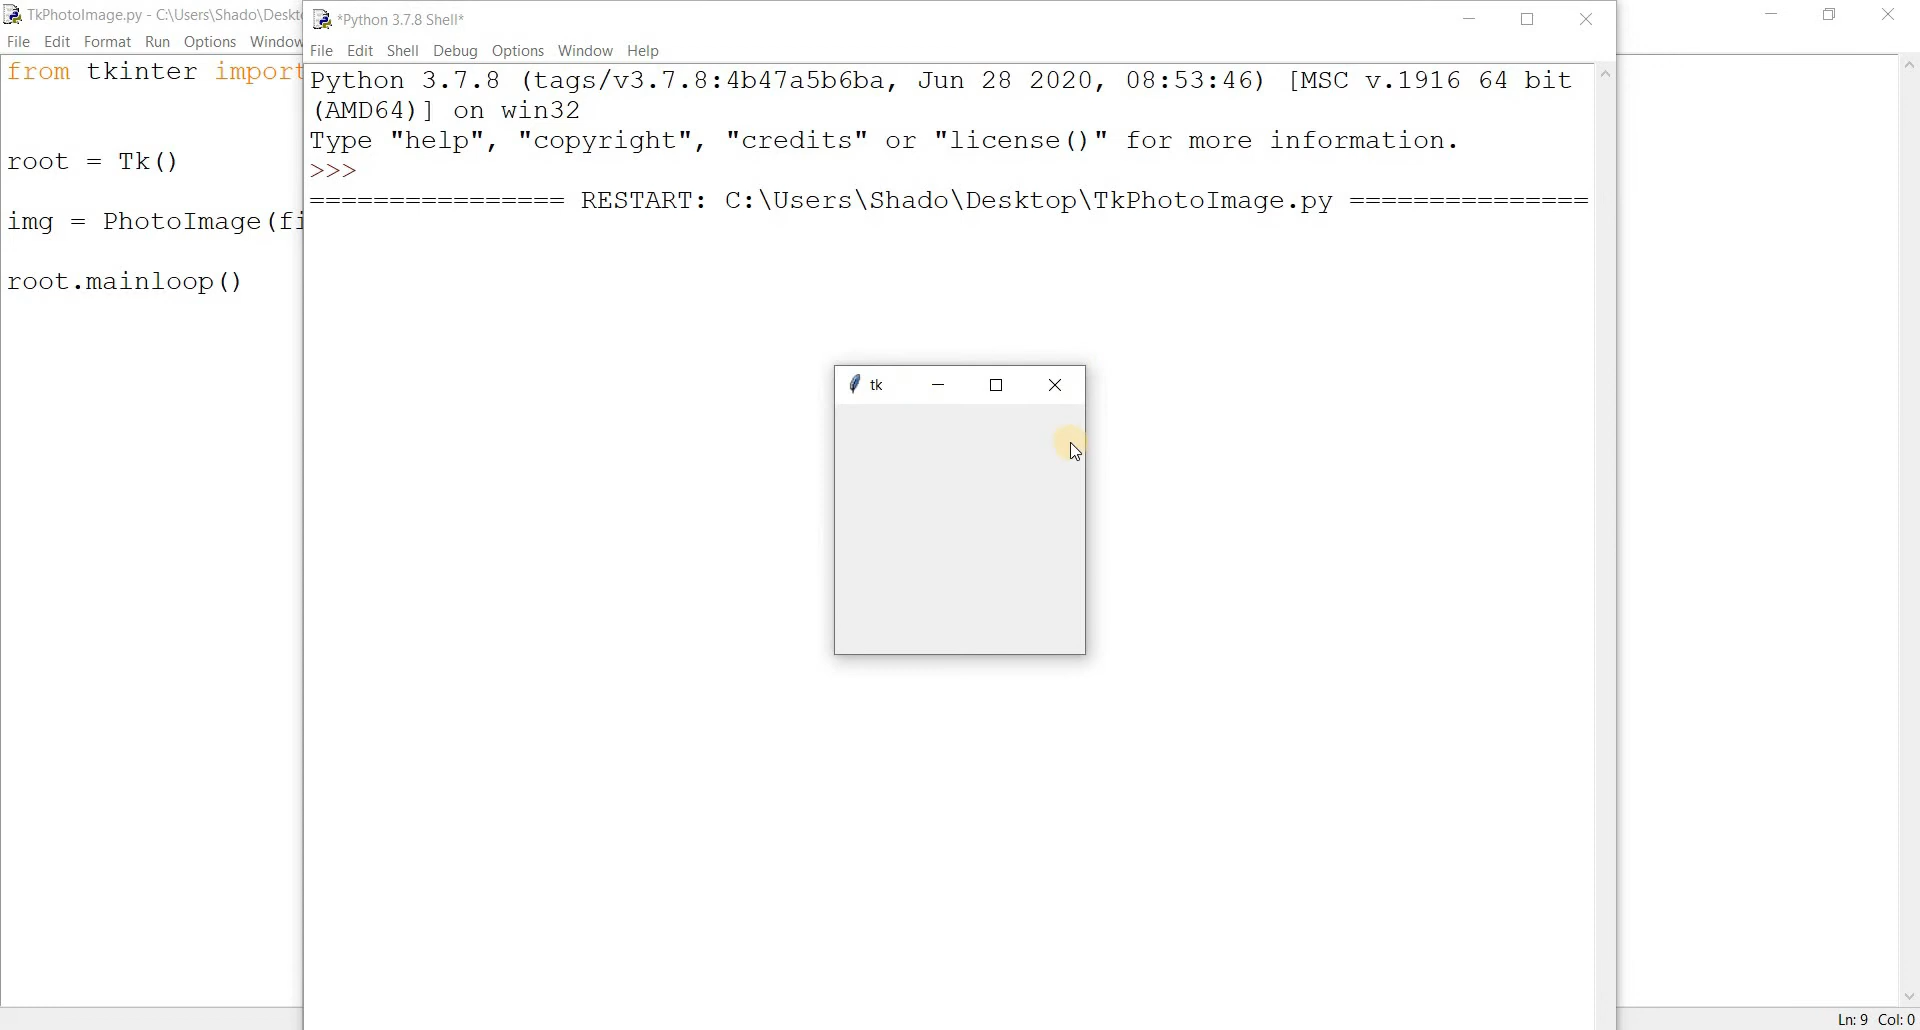 TkPhotoImage.py - C:\Users\Shado\Deskt
File Edit Format Run Options Window
from tkinter import
root = Tk()
img = PhotoImage(fi
root.mainloop()
*Python 3.7.8 Shell*
File Edit Shell Debug Options Window Help
Python 3.7.8 (tags/v3.7.8:4b47a5b6ba, Jun 28 2020, 08:53:46) [MSC v.1916 64 bit
(AMD64)] on win32
Type "help", "copyright", "credits" or "license()" for more information.
>>>
================ RESTART: C:\Users\Shado\Desktop\TkPhotoImage.py ===============
tk
Ln: 9 Col: 0